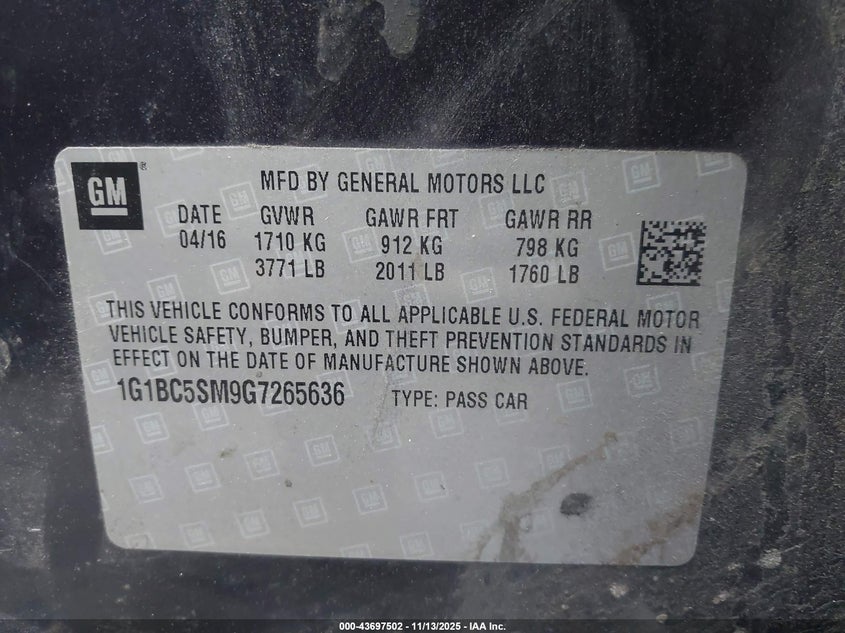 GM
MFD BY GENERAL MOTORS LLC
DATE GVWR GAWR FRT GAWR RR
04/16 1710 KG 912 KG 798 KG
3771 LB 2011 LB 1760 LB
THIS VEHICLE CONFORMS TO ALL APPLICABLE U.S. FEDERAL MOTOR
VEHICLE SAFETY, BUMPER, AND THEFT PREVENTION STANDARDS IN
EFFECT ON THE DATE OF MANUFACTURE SHOWN ABOVE.
1G1BC5SM9G7265636 TYPE: PASS CAR
000-43697502 - 11/13/2025 - IAA Inc.